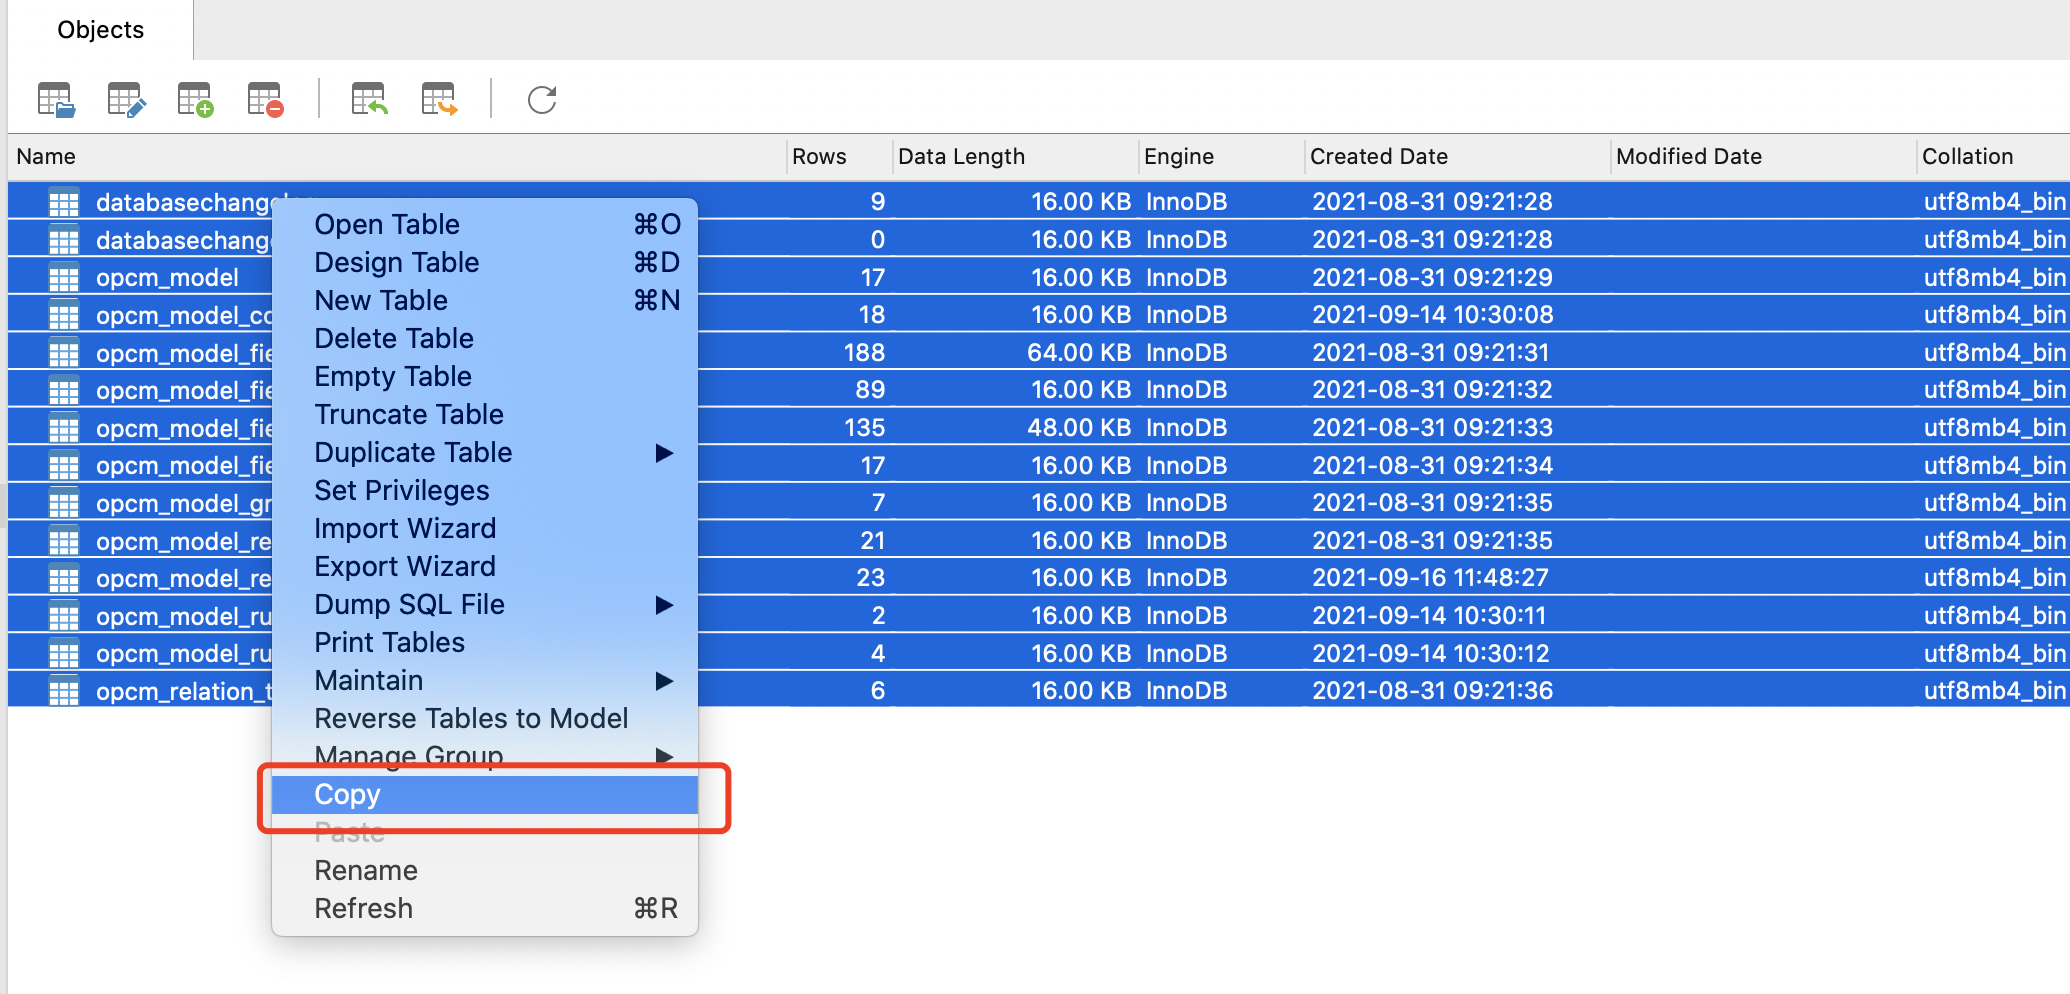 Objects
Name Rows Data Length Engine Created Date Modified Date Collation
9 16.00 KB InnoDB 2021-08-31 09:21:28 utf8mb4_bin
0 16.00 KB InnoDB 2021-08-31 09:21:28 utf8mb4_bin
opcm_model 17 16.00 KB InnoDB 2021-08-31 09:21:29 utf8mb4_bin
opcm_model_co 18 16.00 KB InnoDB 2021-09-14 10:30:08 utf8mb4_bin
opcm_model_fie 188 64.00 KB InnoDB 2021-08-31 09:21:31 utf8mb4_bin
opcm_model_fie 89 16.00 KB InnoDB 2021-08-31 09:21:32 utf8mb4_bin
opcm_model_fie 135 48.00 KB InnoDB 2021-08-31 09:21:33 utf8mb4_bin
opcm_model_fie 17 16.00 KB InnoDB 2021-08-31 09:21:34 utf8mb4_bin
opcm_model_gr 7 16.00 KB InnoDB 2021-08-31 09:21:35 utf8mb4_bin
opcm_model_re 21 16.00 KB InnoDB 2021-08-31 09:21:35 utf8mb4_bin
opcm_model_re 23 16.00 KB InnoDB 2021-09-16 11:48:27 utf8mb4_bin
opcm_model_ru 2 16.00 KB InnoDB 2021-09-14 10:30:11 utf8mb4_bin
opcm_model_ru 4 16.00 KB InnoDB 2021-09-14 10:30:12 utf8mb4_bin
opcm_relation_t 6 16.00 KB InnoDB 2021-08-31 09:21:36 utf8mb4_bin
Open Table ⌘O
Design Table ⌘D
New Table ⌘N
Delete Table
Empty Table
Truncate Table
Duplicate Table
Set Privileges
Import Wizard
Export Wizard
Dump SQL File
Print Tables
Maintain
Reverse Tables to Model
Manage Group
Copy
Paste
Rename
Refresh ⌘R